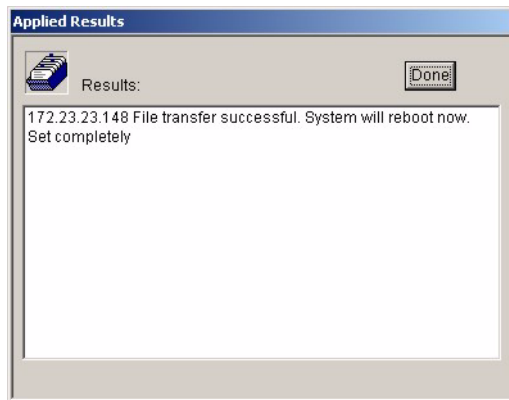 Applied Results
Results:
Done
172.23.23.148 File transfer successful. System will reboot now.
Set completely